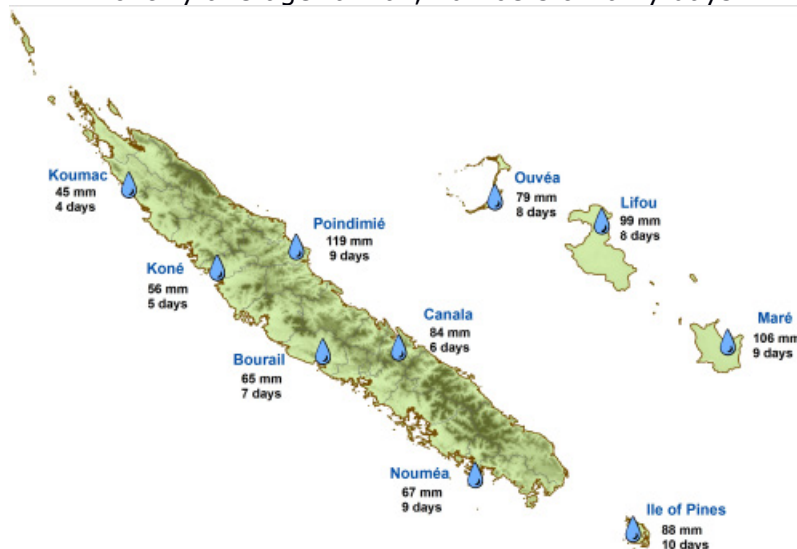 Koumac
45 mm
4 days
Ouvéa
79 mm
8 days
Lifou
99 mm
8 days
Poindimié
119 mm
9 days
Koné
56 mm
5 days
Canala
84 mm
6 days
Maré
106 mm
9 days
Bourail
65 mm
7 days
Nouméa
67 mm
9 days
Ile of Pines
88 mm
10 days